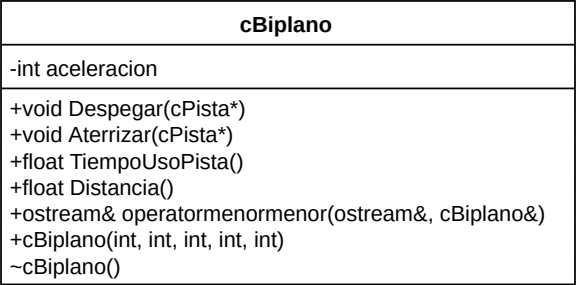 cBiplano
-int aceleracion
+void Despegar(cPista*)
+void Aterrizar(cPista*)
+float TiempoUsoPista()
+float Distancia()
+ostream& operatormenormenor(ostream&, cBiplano&)
+cBiplano(int, int, int, int, int)
~cBiplano()